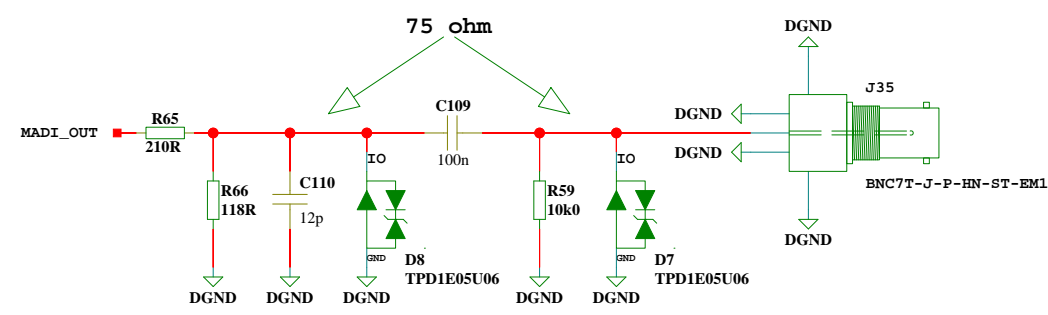 75 ohm
DGND
J35
DGND
MADI_OUT
R65
210R
C109
100n
DGND
BNC7T-J-P-HN-ST-EM1
DGND
IO
IO
R66
118R
C110
12p
R59
10k0
GND
D8
TPD1E05U06
GND
D7
TPD1E05U06
DGND
DGND
DGND
DGND
DGND